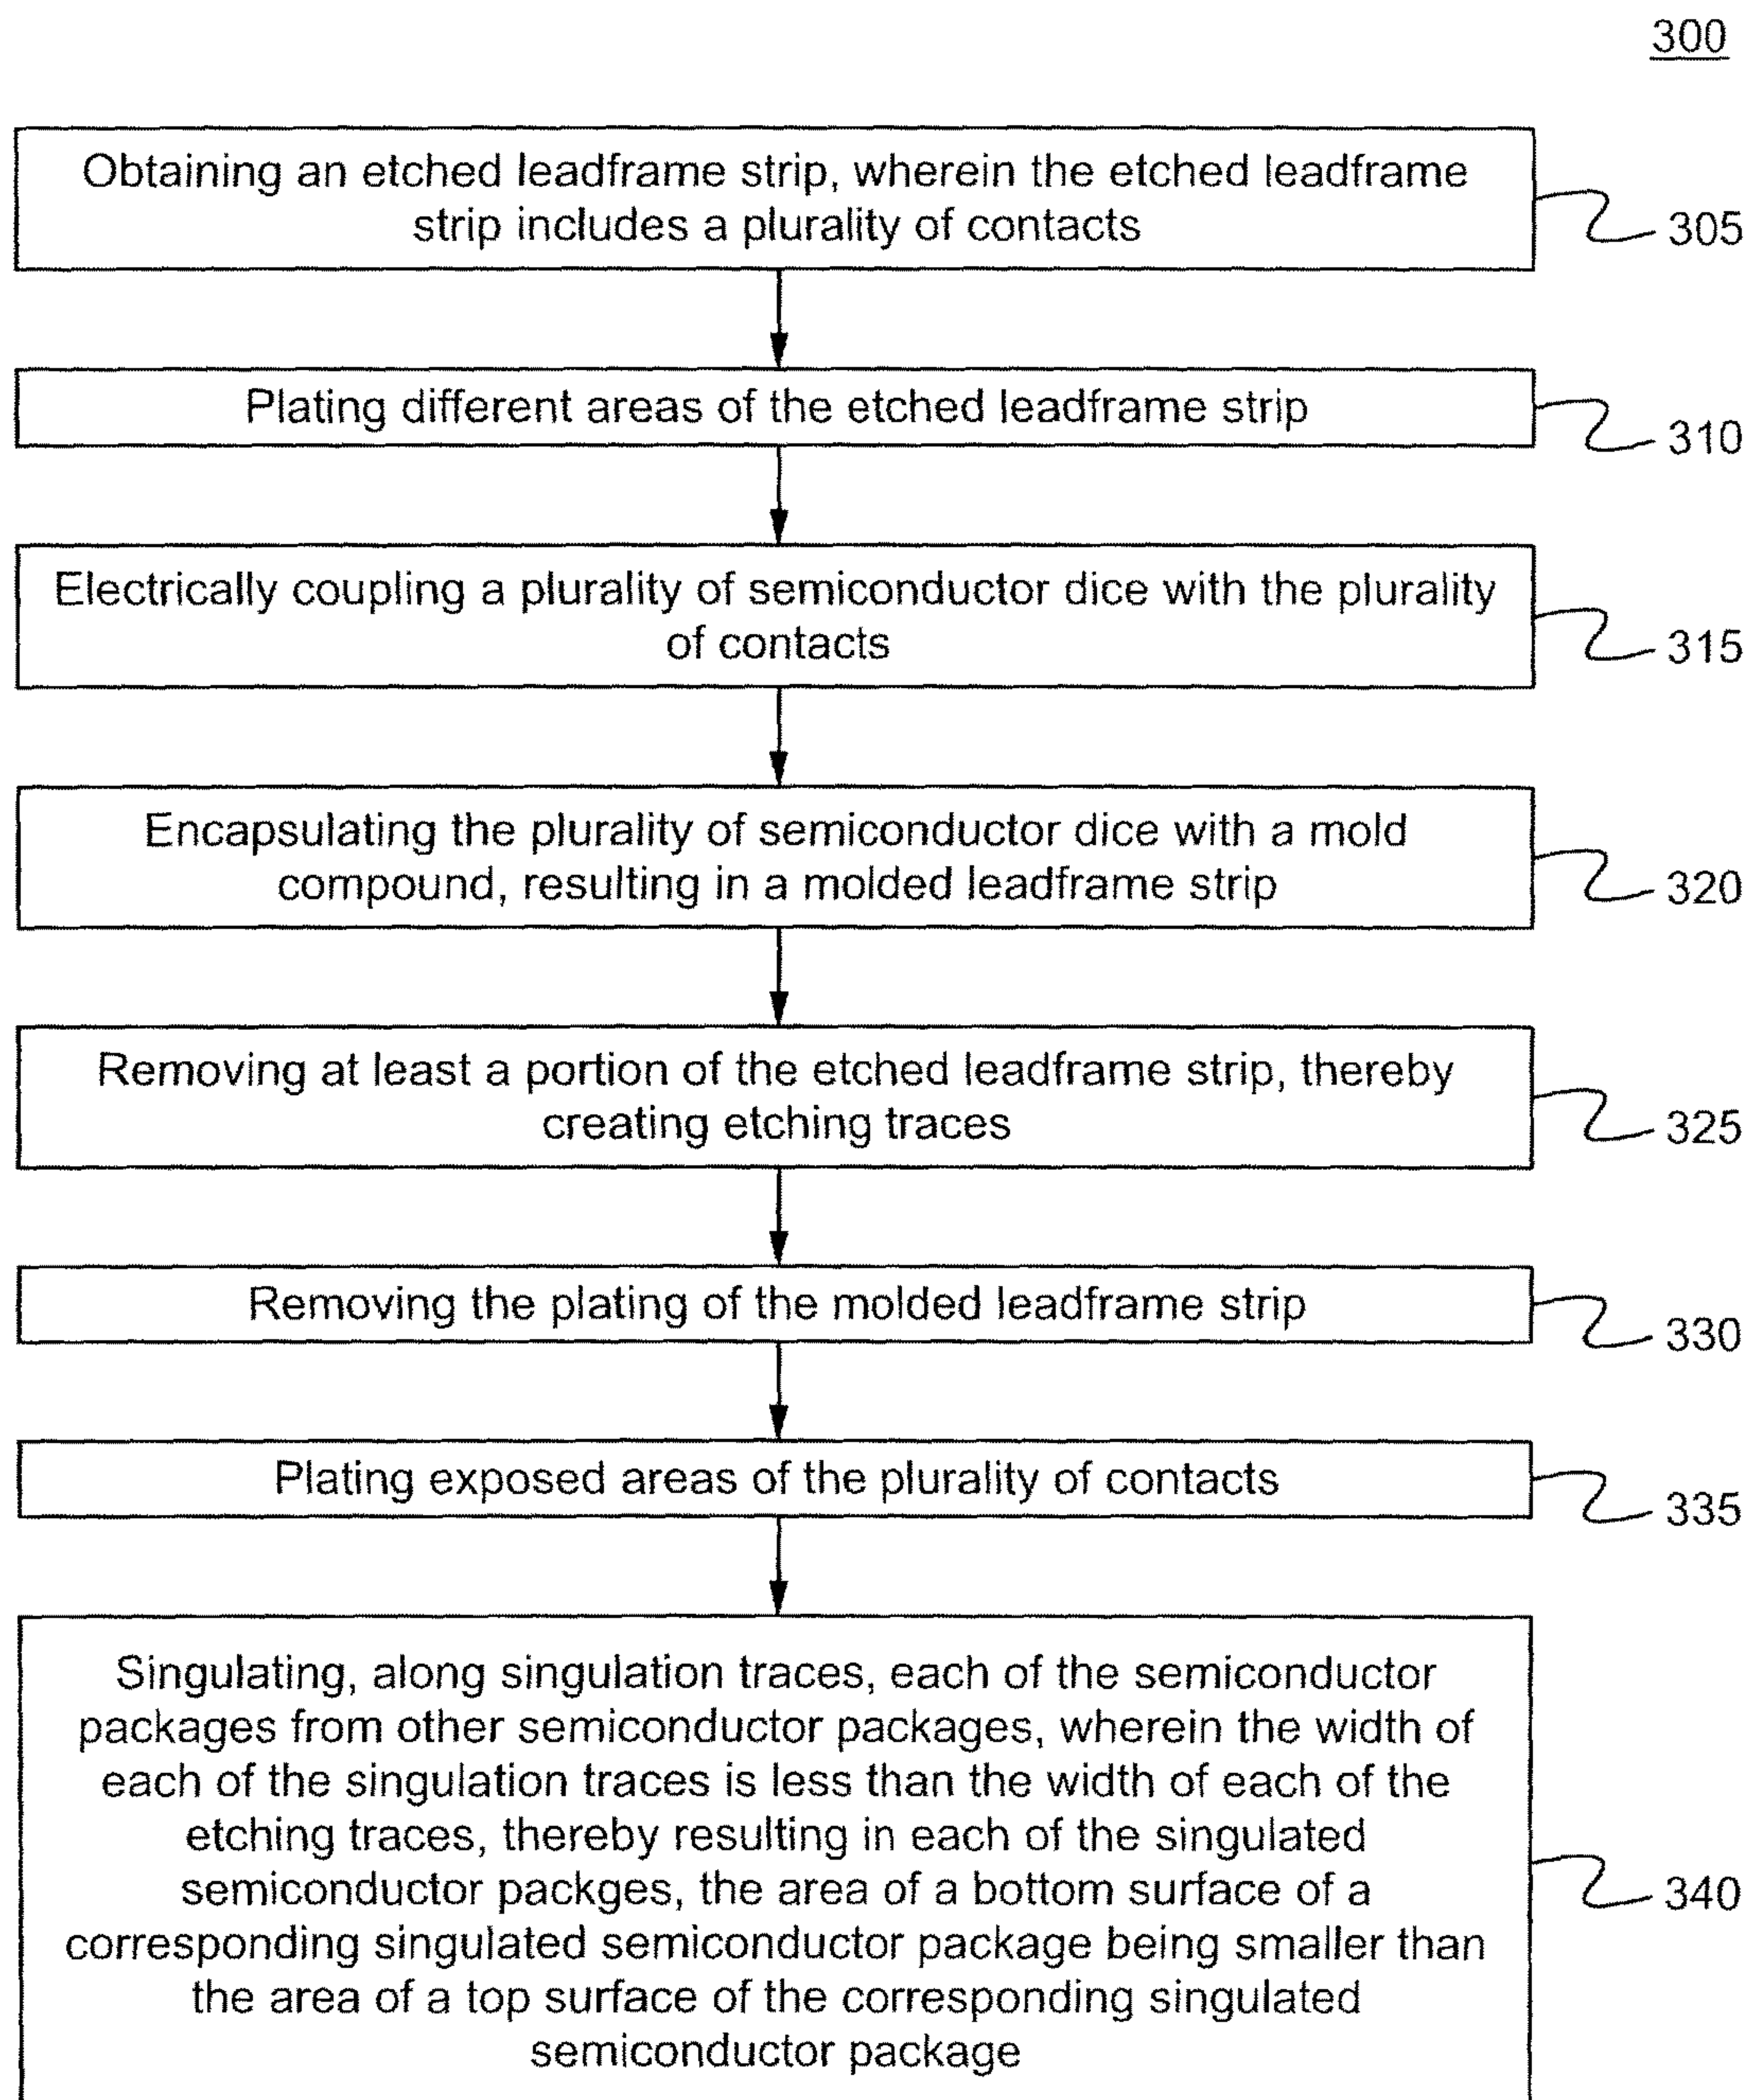 300
Obtaining an etched leadframe strip, wherein the etched leadframe
strip includes a plurality of contacts
305
Plating different areas of the etched leadframe strip
310
Electrically coupling a plurality of semiconductor dice with the plurality
of contacts
315
Encapsulating the plurality of semiconductor dice with a mold
compound, resulting in a molded leadframe strip
320
Removing at least a portion of the etched leadframe strip, thereby
creating etching traces
325
Removing the plating of the molded leadframe strip
330
Plating exposed areas of the plurality of contacts
335
Singulating, along singulation traces, each of the semiconductor
packages from other semiconductor packages, wherein the width of
each of the singulation traces is less than the width of each of the
etching traces, thereby resulting in each of the singulated
semiconductor packges, the area of a bottom surface of a
corresponding singulated semiconductor package being smaller than
the area of a top surface of the corresponding singulated
semiconductor package
340